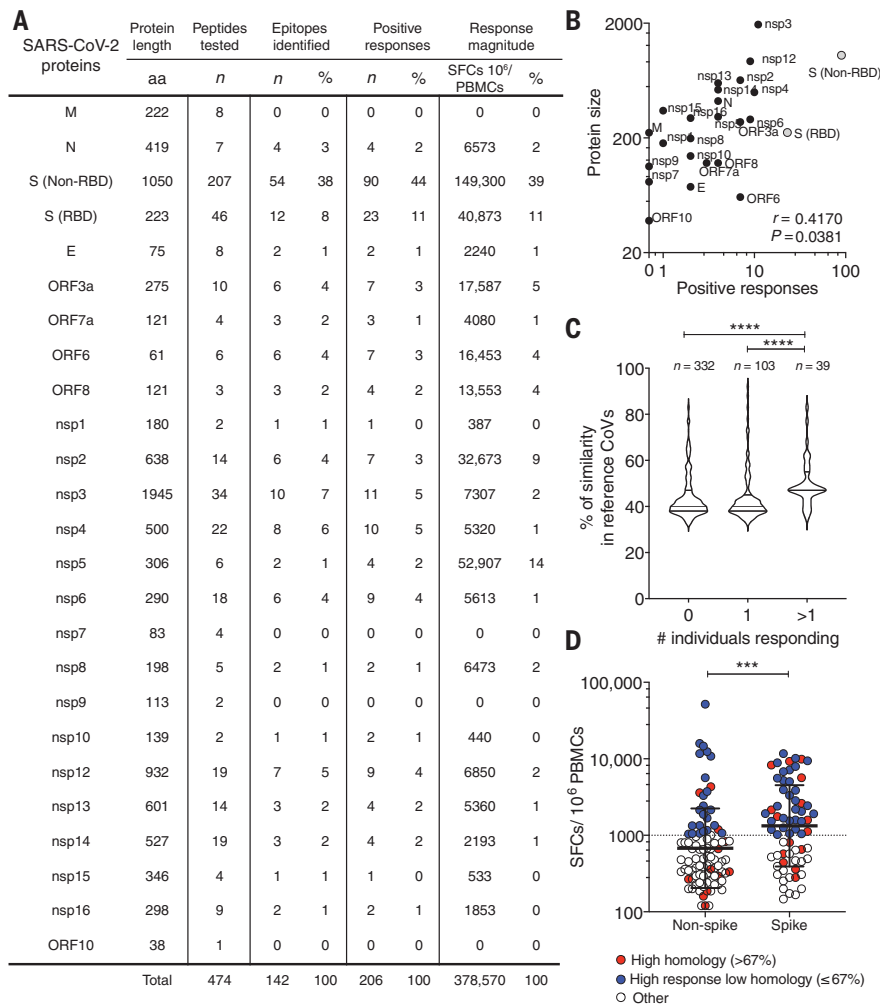 A
SARS-CoV-2 proteins | Protein length | Peptides tested | Epitopes identified | Positive responses | Response magnitude
aa | n | n | % | n | % | SFCs 10⁶/ PBMCs | %
M 222 8 0 0 0 0 0 0
N 419 7 4 3 4 2 6573 2
S (Non-RBD) 1050 207 54 38 90 44 149,300 39
S (RBD) 223 46 12 8 23 11 40,873 11
E 75 8 2 1 2 1 2240 1
ORF3a 275 10 6 4 7 3 17,587 5
ORF7a 121 4 3 2 3 1 4080 1
ORF6 61 6 6 4 7 3 16,453 4
ORF8 121 3 3 2 4 2 13,553 4
nsp1 180 2 1 1 1 0 387 0
nsp2 638 14 6 4 7 3 32,673 9
nsp3 1945 34 10 7 11 5 7307 2
nsp4 500 22 8 6 10 5 5320 1
nsp5 306 6 2 1 4 2 52,907 14
nsp6 290 18 6 4 9 4 5613 1
nsp7 83 4 0 0 0 0 0 0
nsp8 198 5 2 1 2 1 6473 2
nsp9 113 2 0 0 0 0 0 0
nsp10 139 2 1 1 2 1 440 0
nsp12 932 19 7 5 9 4 6850 2
nsp13 601 14 3 2 4 2 5360 1
nsp14 527 19 3 2 4 2 2193 1
nsp15 346 4 1 1 1 0 533 0
nsp16 298 9 2 1 2 1 1853 0
ORF10 38 1 0 0 0 0 0 0
Total 474 142 100 206 100 378,570 100
B
Protein size
2000
200
20
nsp3
nsp12
S (Non-RBD)
nsp13
nsp2
nsp14
nsp4
N
nsp15
nsp16
nsp5
nsp6
M
ORF3a
S (RBD)
nsp1
nsp8
nsp10
nsp9
ORF8
ORF7a
nsp7
E
ORF6
ORF10
r = 0.4170
P = 0.0381
0 1 10 100
Positive responses
C
****
****
n = 332 n = 103 n = 39
% of similarity in reference CoVs
100
80
60
40
20
0
0 1 >1
# individuals responding
D
***
SFCs/ 10⁶ PBMCs
100,000
10,000
1000
100
Non-spike Spike
High homology (>67%)
High response low homology (≤67%)
Other